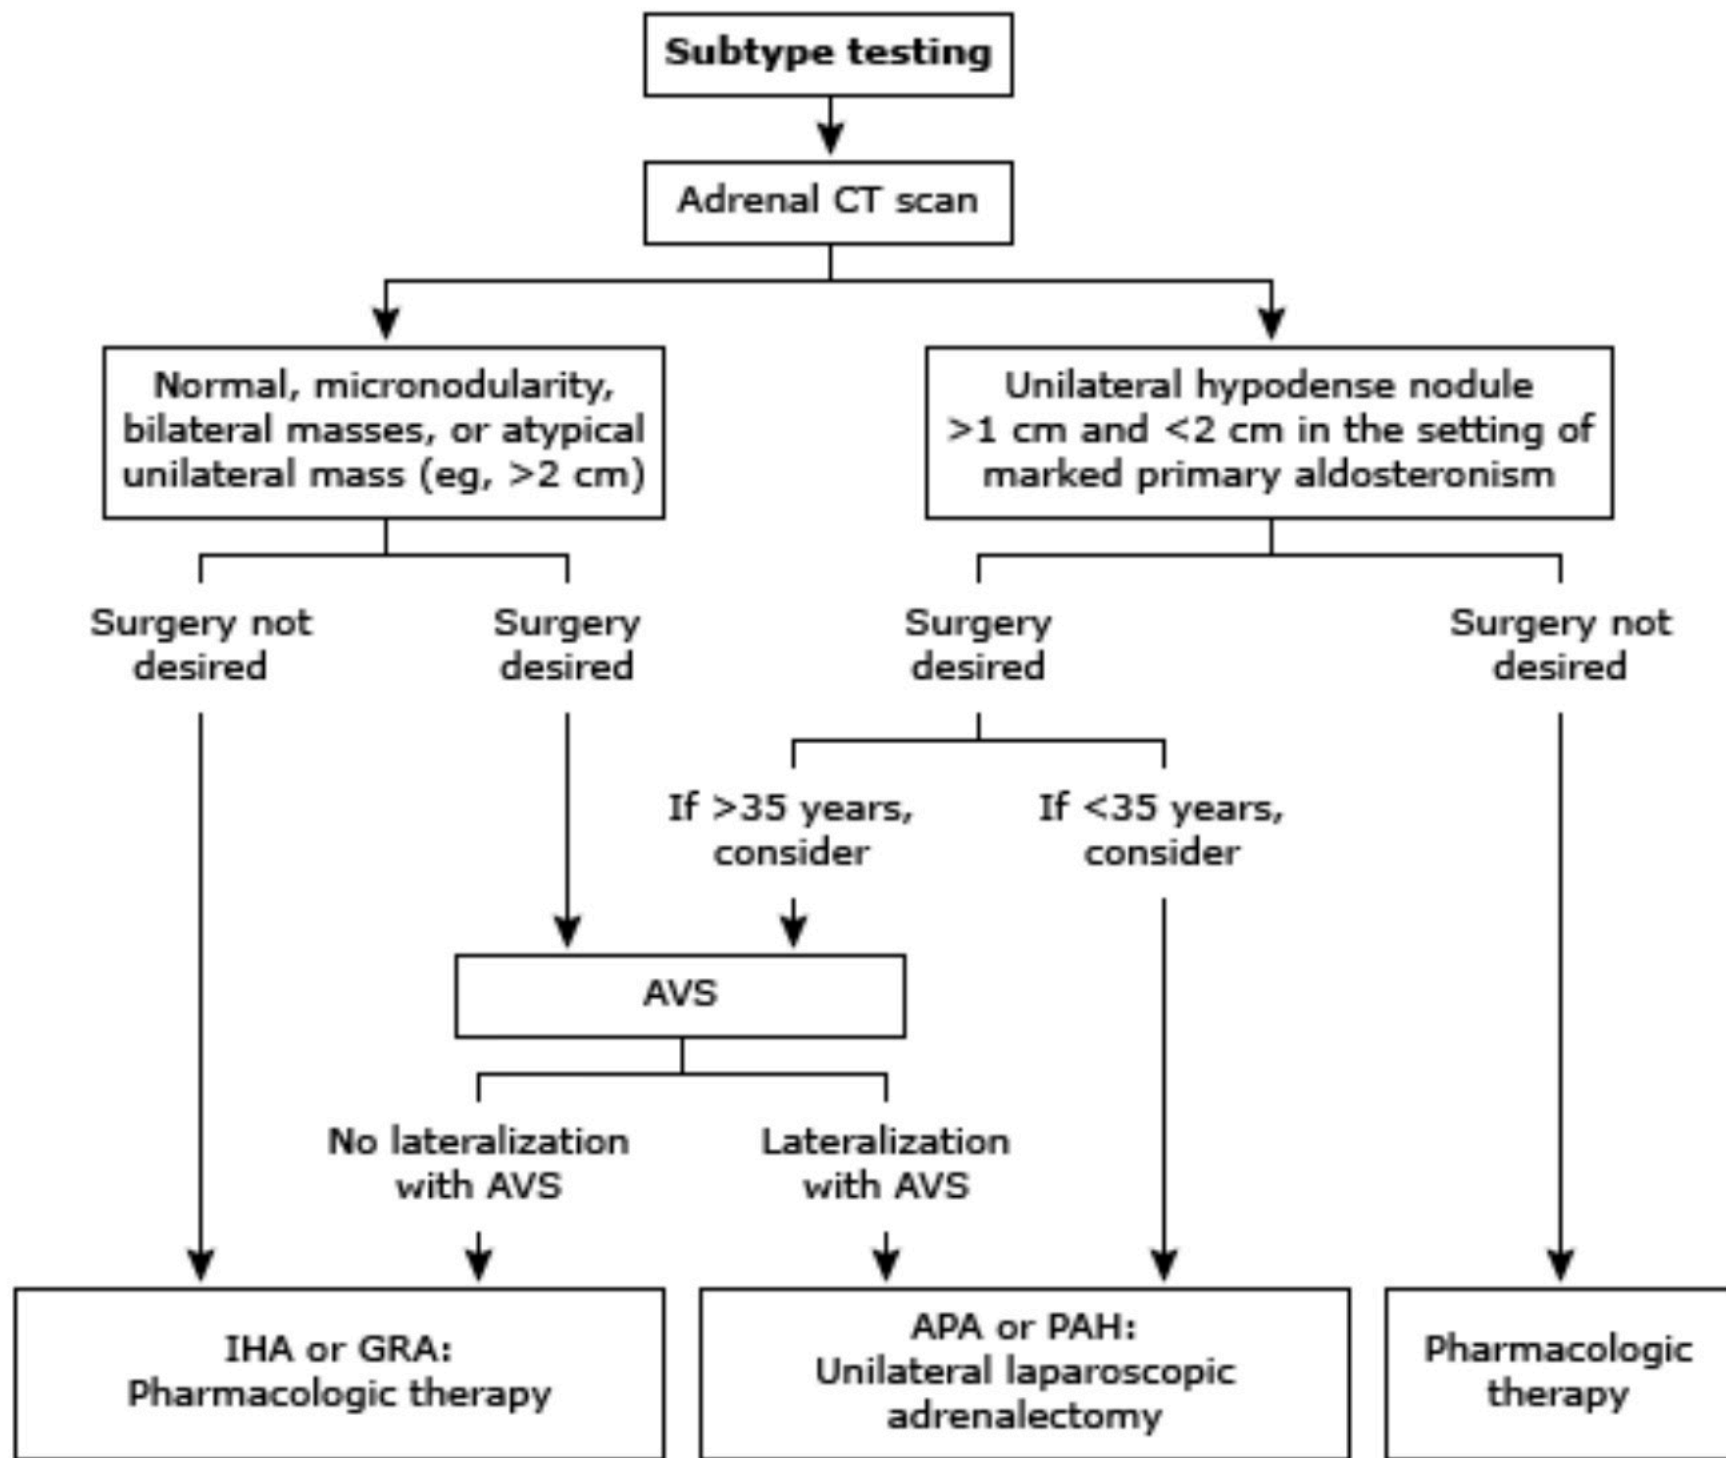 Subtype testing
Adrenal CT scan
Normal, micronodularity,
bilateral masses, or atypical
unilateral mass (eg, >2 cm)
Unilateral hypodense nodule
>1 cm and <2 cm in the setting of
marked primary aldosteronism
Surgery not
desired
Surgery
desired
Surgery
desired
Surgery not
desired
If >35 years,
consider
If <35 years,
consider
AVS
No lateralization
with AVS
Lateralization
with AVS
IHA or GRA:
Pharmacologic therapy
APA or PAH:
Unilateral laparoscopic
adrenalectomy
Pharmacologic
therapy